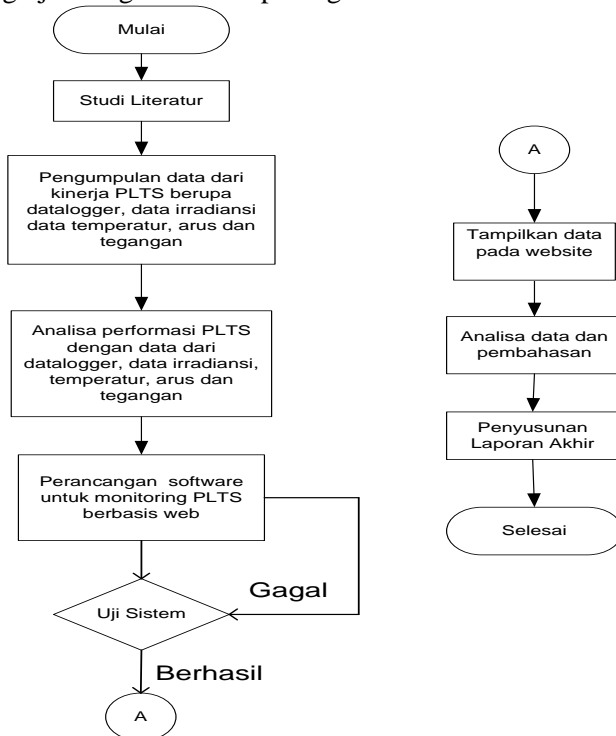 Mulai
Studi Literatur
Pengumpulan data dari
kinerja PLTS berupa
datalogger, data irradiansi
data temperatur, arus dan
tegangan
Analisa performasi PLTS
dengan data dari
datalogger, data irradiansi,
temperatur, arus dan
tegangan
Perancangan software
untuk monitoring PLTS
berbasis web
Gagal
Uji Sistem
Berhasil
A
A
Tampilkan data
pada website
Analisa data dan
pembahasan
Penyusunan
Laporan Akhir
Selesai